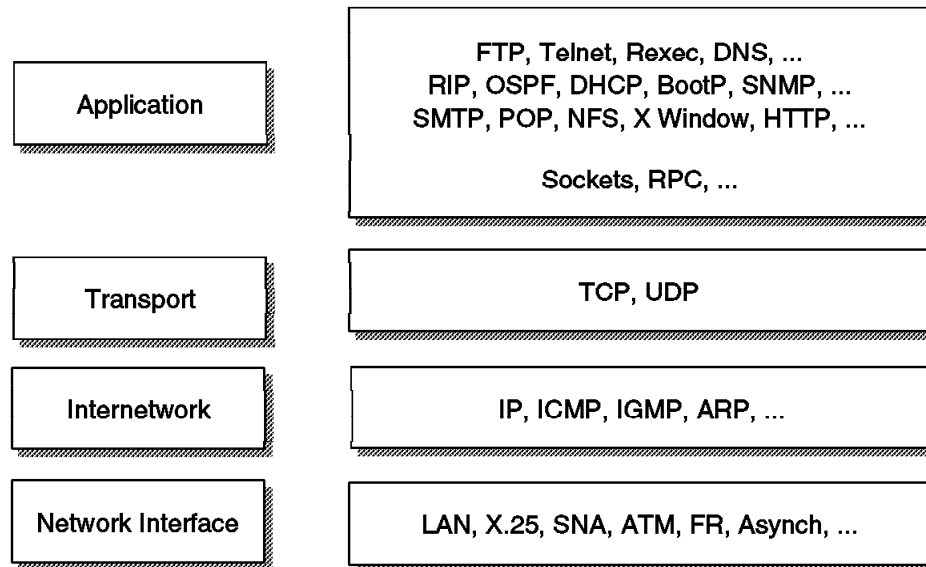 Application
FTP, Telnet, Rexec, DNS, ...
RIP, OSPF, DHCP, BootP, SNMP, ...
SMTP, POP, NFS, X Window, HTTP, ...
Sockets, RPC, ...
Transport
TCP, UDP
Internetwork
IP, ICMP, IGMP, ARP, ...
Network Interface
LAN, X.25, SNA, ATM, FR, Asynch, ...